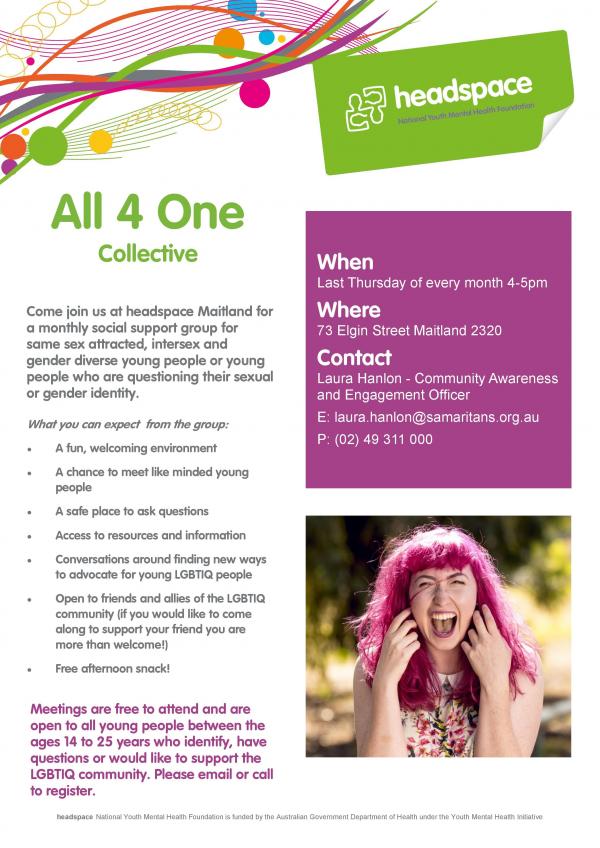 headspace
National Youth Mental Health Foundation
All 4 One
Collective
Come join us at headspace Maitland for
a monthly social support group for
same sex attracted, intersex and
gender diverse young people or young
people who are questioning their sexual
or gender identity.
What you can expect from the group:
• A fun, welcoming environment
• A chance to meet like minded young
people
• A safe place to ask questions
• Access to resources and information
• Conversations around finding new ways
to advocate for young LGBTIQ people
• Open to friends and allies of the LGBTIQ
community (if you would like to come
along to support your friend you are
more than welcome!)
• Free afternoon snack!
Meetings are free to attend and are
open to all young people between the
ages 14 to 25 years who identify, have
questions or would like to support the
LGBTIQ community. Please email or call
to register.
When
Last Thursday of every month 4-5pm
Where
73 Elgin Street Maitland 2320
Contact
Laura Hanlon - Community Awareness
and Engagement Officer
E: laura.hanlon@samaritans.org.au
P: (02) 49 311 000
headspace National Youth Mental Health Foundation is funded by the Australian Government Department of Health under the Youth Mental Health Initiative